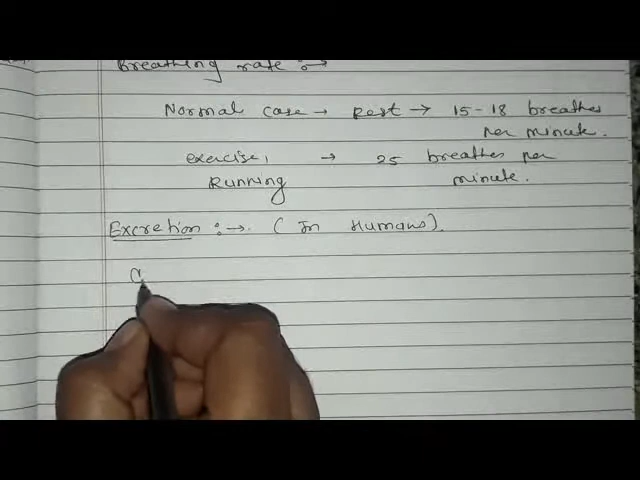 Breathing rate :→
Normal case → Rest → 15-18 breathes
per minute.
exercise, → 25 breathes per
Running minute.
Excretion :→. (In Humans).
C